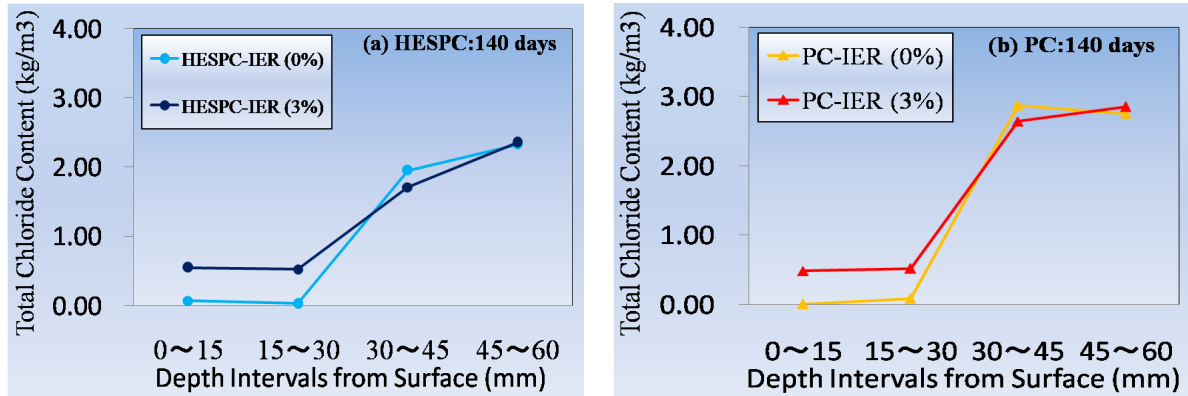 Total Chloride Content (kg/m3)
4.00
3.00
2.00
1.00
0.00
(a) HESPC:140 days
HESPC-IER (0%)
HESPC-IER (3%)
0～15 15～30 30～45 45～60
Depth Intervals from Surface (mm)
Total Chloride Content (kg/m3)
4.00
3.00
2.00
1.00
0.00
(b) PC:140 days
PC-IER (0%)
PC-IER (3%)
0～15 15～30 30～45 45～60
Depth Intervals from Surface (mm)